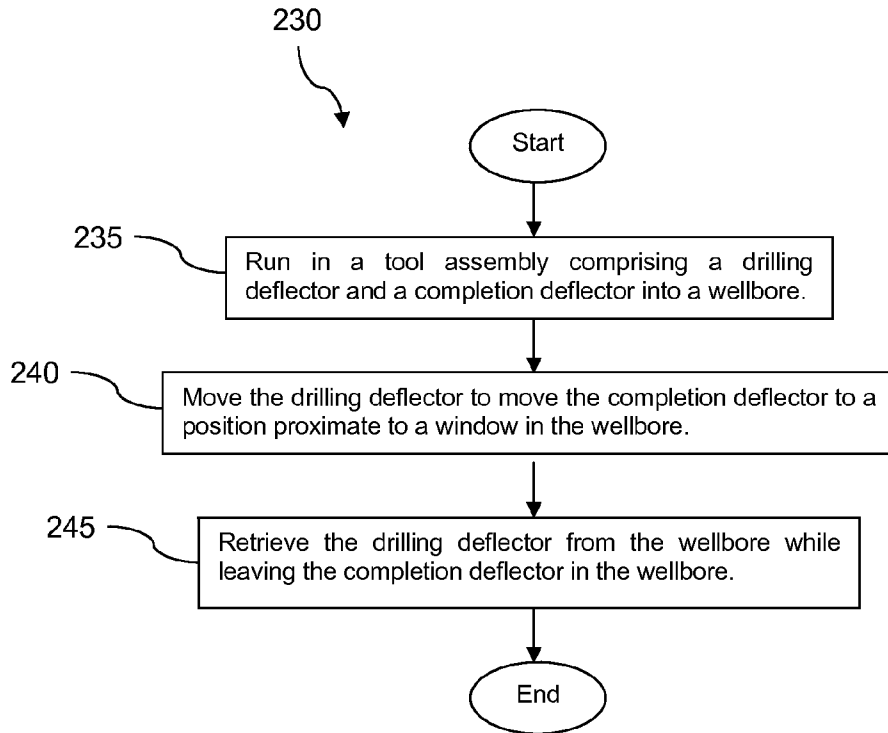 230
Start
235
Run in a tool assembly comprising a drilling
deflector and a completion deflector into a wellbore.
240
Move the drilling deflector to move the completion deflector to a
position proximate to a window in the wellbore.
245
Retrieve the drilling deflector from the wellbore while
leaving the completion deflector in the wellbore.
End